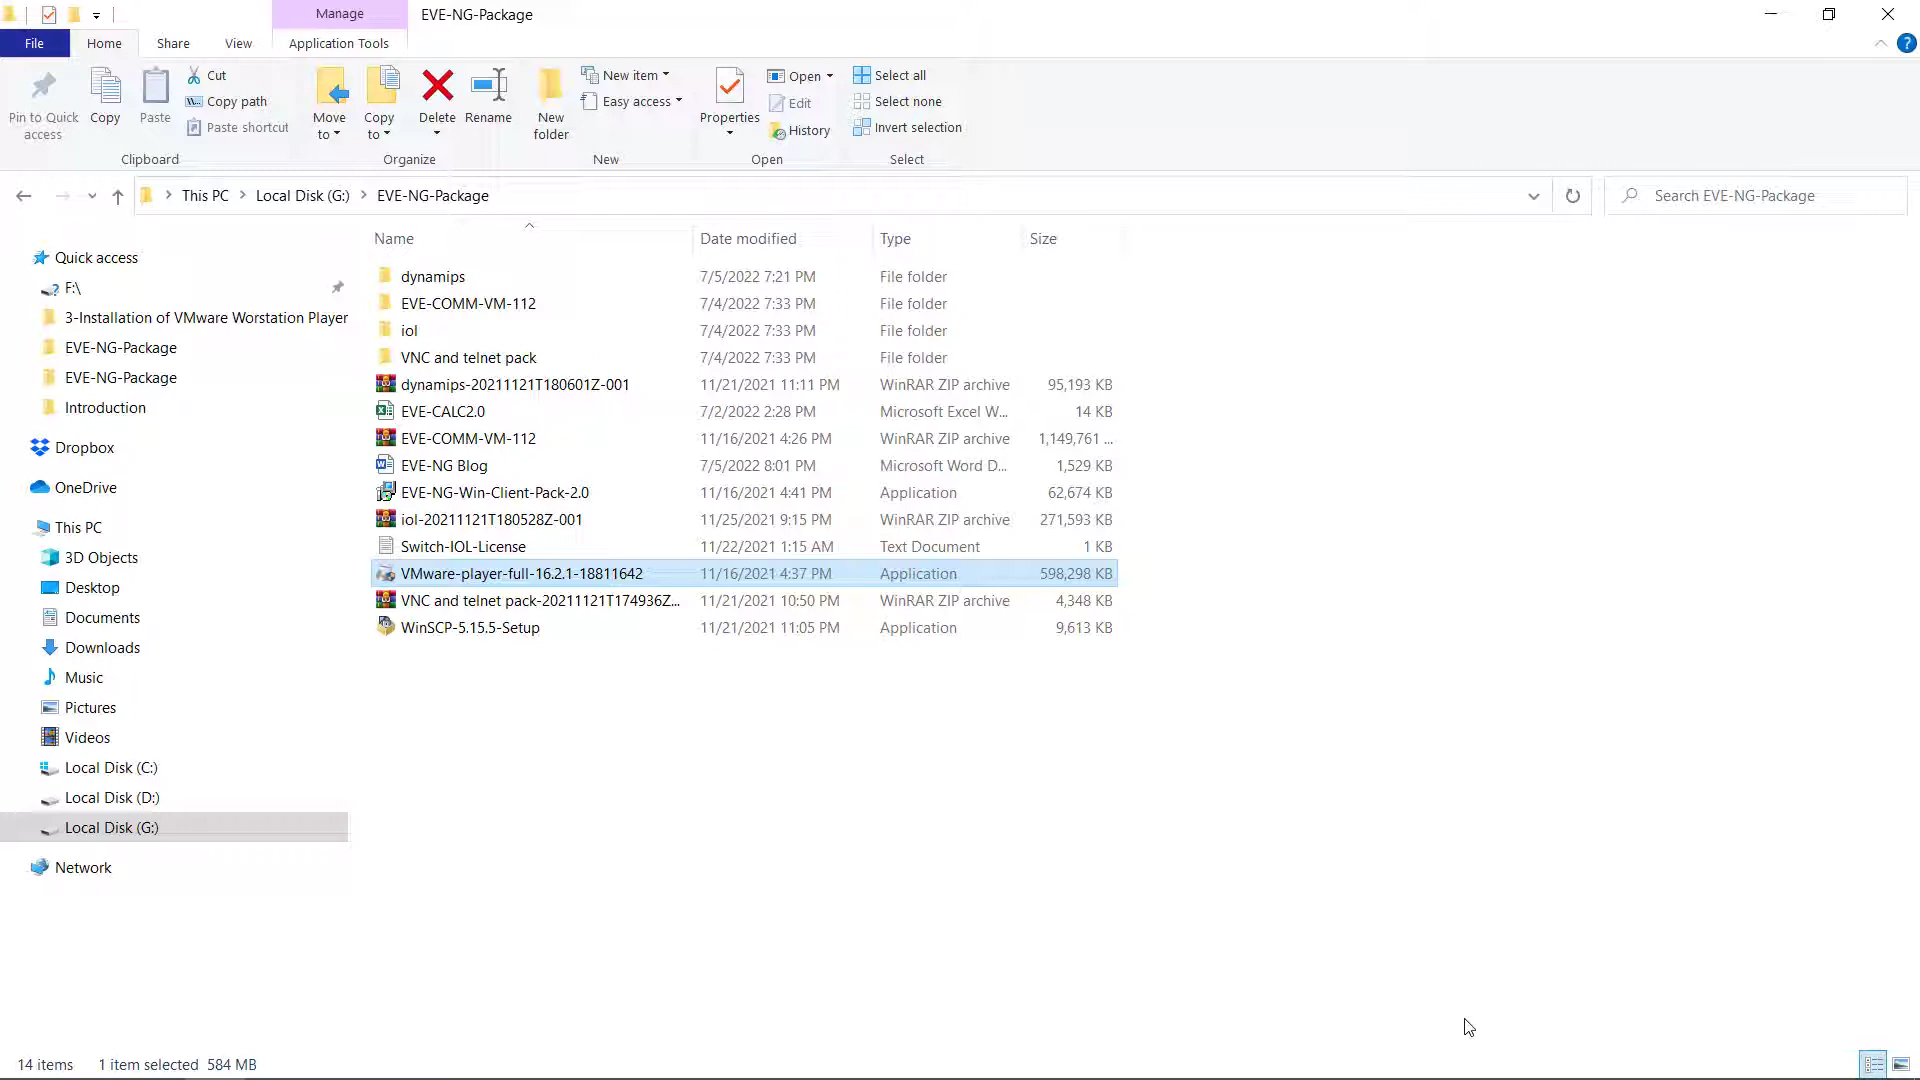 Manage
EVE-NG-Package
File
Home
Share
View
Application Tools
Pin to Quick access
Copy
Paste
Cut
Copy path
Paste shortcut
Clipboard
Move to
Copy to
Delete
Rename
Organize
New folder
New item
Easy access
New
Properties
Open
Edit
History
Open
Select all
Select none
Invert selection
Select
This PC
Local Disk (G:)
EVE-NG-Package
Search EVE-NG-Package
Quick access
F:\
3-Installation of VMware Worstation Player
EVE-NG-Package
EVE-NG-Package
Introduction
Dropbox
OneDrive
This PC
3D Objects
Desktop
Documents
Downloads
Music
Pictures
Videos
Local Disk (C:)
Local Disk (D:)
Local Disk (G:)
Network
Name Date modified Type Size
dynamips 7/5/2022 7:21 PM File folder
EVE-COMM-VM-112 7/4/2022 7:33 PM File folder
iol 7/4/2022 7:33 PM File folder
VNC and telnet pack 7/4/2022 7:33 PM File folder
dynamips-20211121T180601Z-001 11/21/2021 11:11 PM WinRAR ZIP archive 95,193 KB
EVE-CALC2.0 7/2/2022 2:28 PM Microsoft Excel W... 14 KB
EVE-COMM-VM-112 11/16/2021 4:26 PM WinRAR ZIP archive 1,149,761 ...
EVE-NG Blog 7/5/2022 8:01 PM Microsoft Word D... 1,529 KB
EVE-NG-Win-Client-Pack-2.0 11/16/2021 4:41 PM Application 62,674 KB
iol-20211121T180528Z-001 11/25/2021 9:15 PM WinRAR ZIP archive 271,593 KB
Switch-IOL-License 11/22/2021 1:15 AM Text Document 1 KB
VMware-player-full-16.2.1-18811642 11/16/2021 4:37 PM Application 598,298 KB
VNC and telnet pack-20211121T174936Z... 11/21/2021 10:50 PM WinRAR ZIP archive 4,348 KB
WinSCP-5.15.5-Setup 11/21/2021 11:05 PM Application 9,613 KB
14 items 1 item selected 584 MB